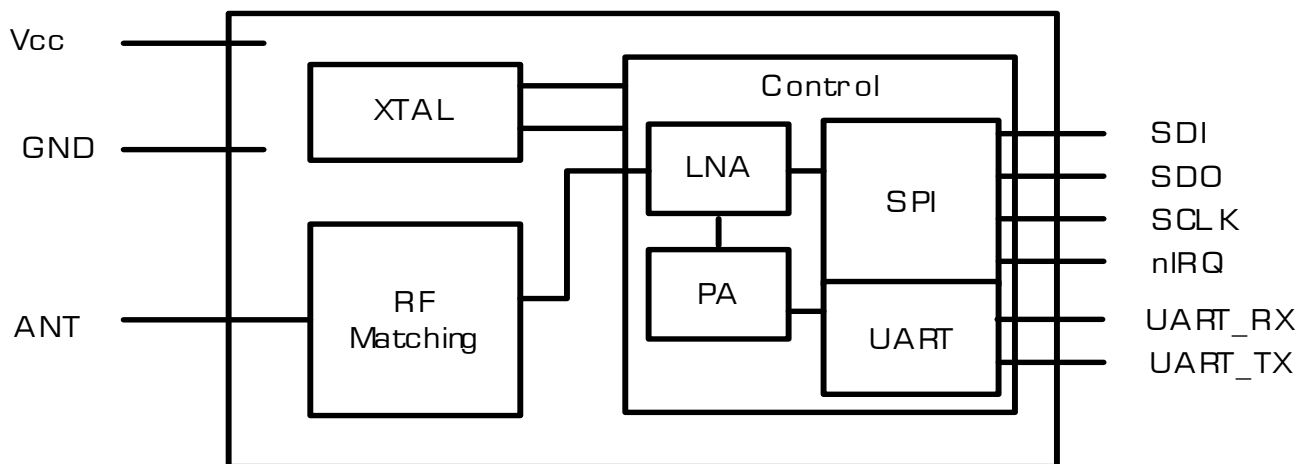 Vcc
GND
ANT
XTAL
RF
Matching
Control
LNA
PA
SPI
UART
SDI
SDO
SCLK
nIRQ
UART_RX
UART_TX